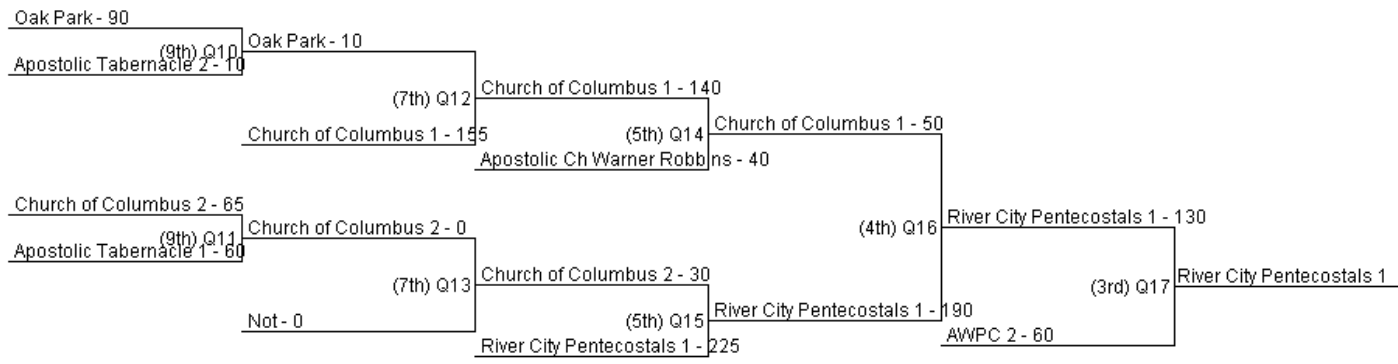 Oak Park - 90
(9th) Q10
Apostolic Tabernacle 2 - 10
Oak Park - 10
(7th) Q12
Church of Columbus 1 - 155
Church of Columbus 1 - 140
(5th) Q14
Apostolic Ch Warner Robbins - 40
Church of Columbus 1 - 50
Church of Columbus 2 - 65
(9th) Q11
Apostolic Tabernacle 1 - 60
Church of Columbus 2 - 0
(7th) Q13
Not - 0
Church of Columbus 2 - 30
(5th) Q15
River City Pentecostals 1 - 225
River City Pentecostals 1 - 190
(4th) Q16
River City Pentecostals 1 - 130
(3rd) Q17
AWPC 2 - 60
River City Pentecostals 1